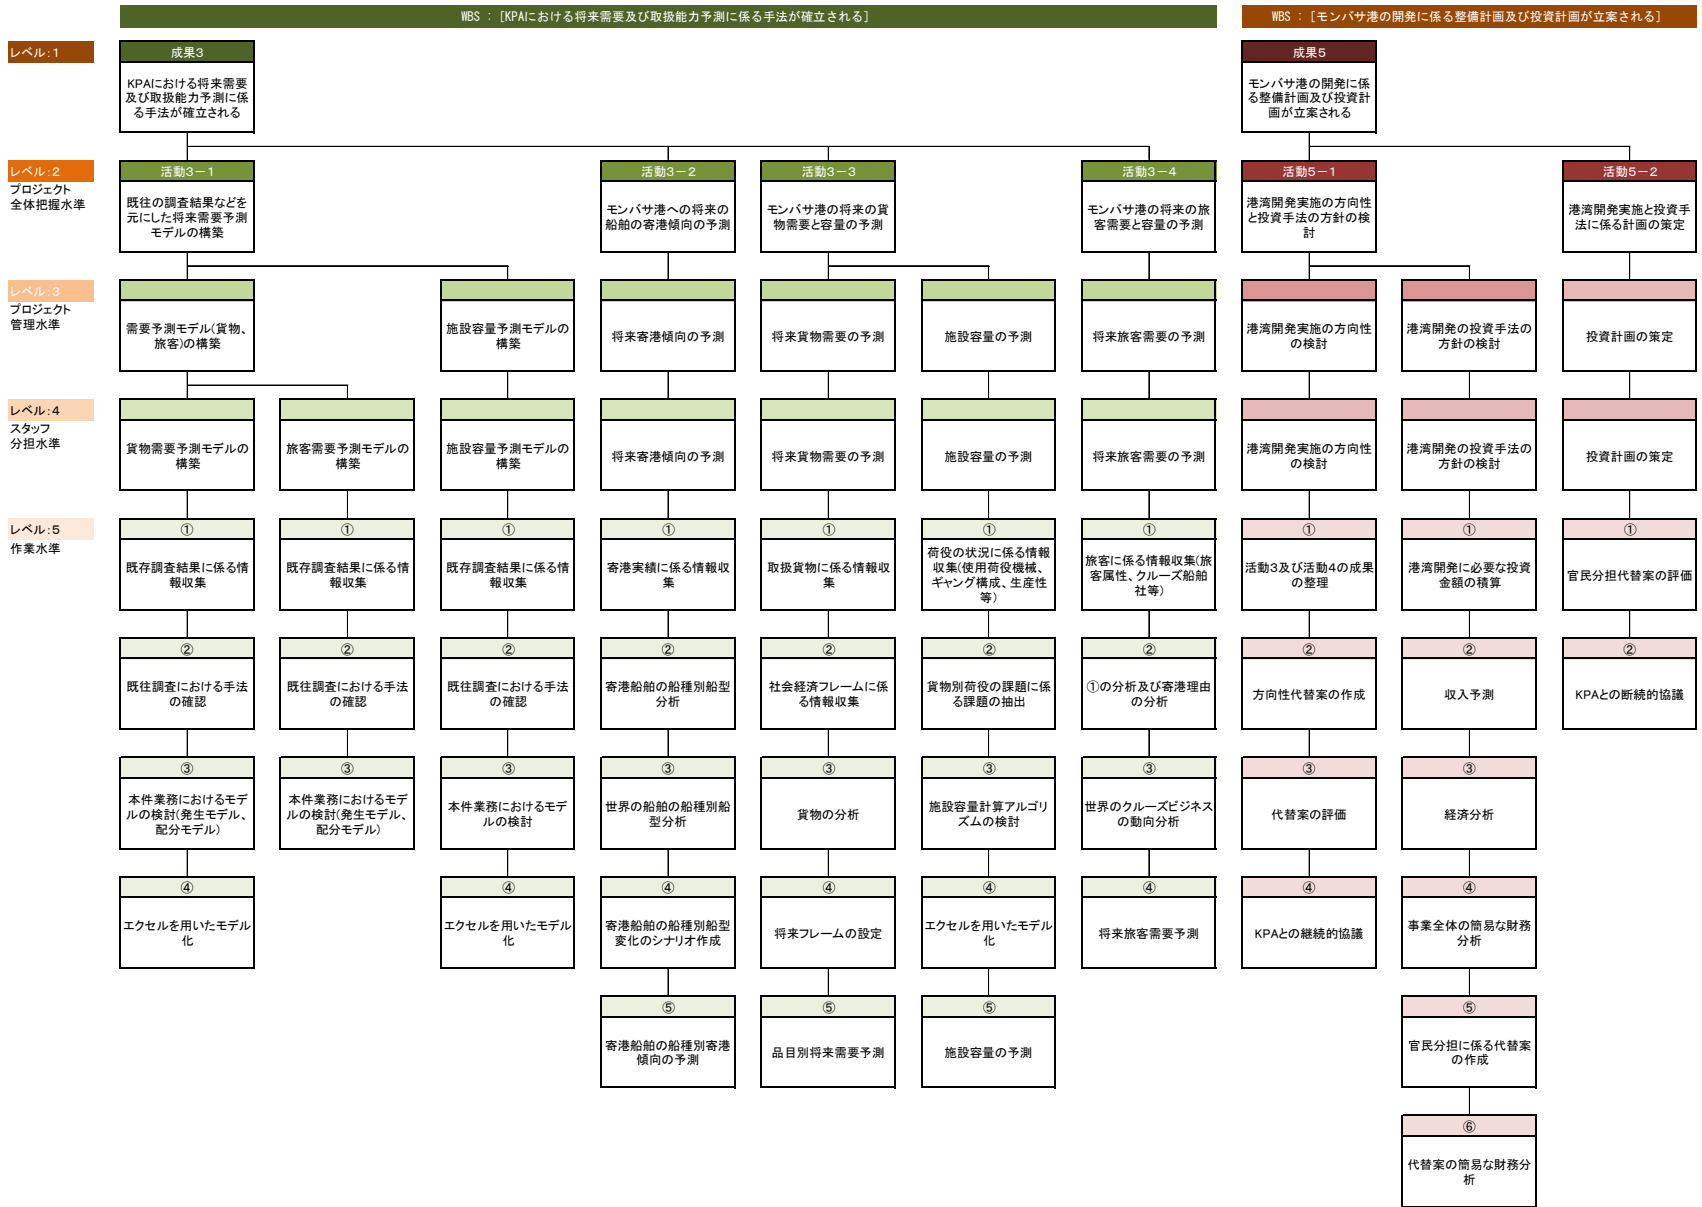 WBS : [KPAにおける将来需要及び取扱能力予測に係る手法が確立される]
WBS : [モンバサ港の開発に係る整備計画及び投資計画が立案される]
レベル:1
成果3
KPAにおける将来需要
及び取扱能力予測に係
る手法が確立される
成果5
モンバサ港の開発に係
る整備計画及び投資計
画が立案される
レベル:2
プロジェクト
全体把握水準
活動3-1
既往の調査結果などを
元にした将来需要予測
モデルの構築
活動3-2
モンバサ港への将来の
船舶の寄港傾向の予測
活動3-3
モンバサ港の将来の貨
物需要と容量の予測
活動3-4
モンバサ港の将来の旅
客需要と容量の予測
活動5-1
港湾開発実施の方向性
と投資手法の方針の検
討
活動5-2
港湾開発実施と投資手
法に係る計画の策定
レベル:3
プロジェクト
管理水準
需要予測モデル(貨物、
旅客)の構築
施設容量予測モデルの
構築
将来寄港傾向の予測
将来貨物需要の予測
施設容量の予測
将来旅客需要の予測
港湾開発実施の方向性
の検討
港湾開発の投資手法の
方針の検討
投資計画の策定
レベル:4
スタッフ
分担水準
貨物需要予測モデルの
構築
旅客需要予測モデルの
構築
施設容量予測モデルの
構築
将来寄港傾向の予測
将来貨物需要の予測
施設容量の予測
将来旅客需要の予測
港湾開発実施の方向性
の検討
港湾開発の投資手法の
方針の検討
投資計画の策定
レベル:5
作業水準
①
既存調査結果に係る情
報収集
①
既存調査結果に係る情
報収集
①
既存調査結果に係る情
報収集
①
寄港実績に係る情報収
集
①
取扱貨物に係る情報収
集
①
荷役の状況に係る情報
収集(使用荷役機械、
ギャング構成、生産性
等)
①
旅客に係る情報収集(旅
客属性、クルーズ船舶
社等)
①
活動3及び活動4の成果
の整理
①
港湾開発に必要な投資
金額の積算
①
官民分担代替案の評価
②
既往調査における手法
の確認
②
既往調査における手法
の確認
②
既往調査における手法
の確認
②
寄港船舶の船種別船型
分析
②
社会経済フレームに係
る情報収集
②
貨物別荷役の課題に係
る課題の抽出
②
①の分析及び寄港理由
の分析
②
方向性代替案の作成
②
収入予測
②
KPAとの断続的協議
③
本件業務におけるモデ
ルの検討(発生モデル、
配分モデル)
③
本件業務におけるモデ
ルの検討(発生モデル、
配分モデル)
③
本件業務におけるモデ
ルの検討
③
世界の船舶の船種別船
型分析
③
貨物の分析
③
施設容量計算アルゴリ
ズムの検討
③
世界のクルーズビジネス
の動向分析
③
代替案の評価
③
経済分析
④
エクセルを用いたモデル
化
④
エクセルを用いたモデル
化
④
寄港船舶の船種別船型
変化のシナリオ作成
④
将来フレームの設定
④
エクセルを用いたモデル
化
④
将来旅客需要予測
④
KPAとの継続的協議
④
事業全体の簡易な財務
分析
⑤
寄港船舶の船種別寄港
傾向の予測
⑤
品目別将来需要予測
⑤
施設容量の予測
⑤
官民分担に係る代替案
の作成
⑥
代替案の簡易な財務分
析